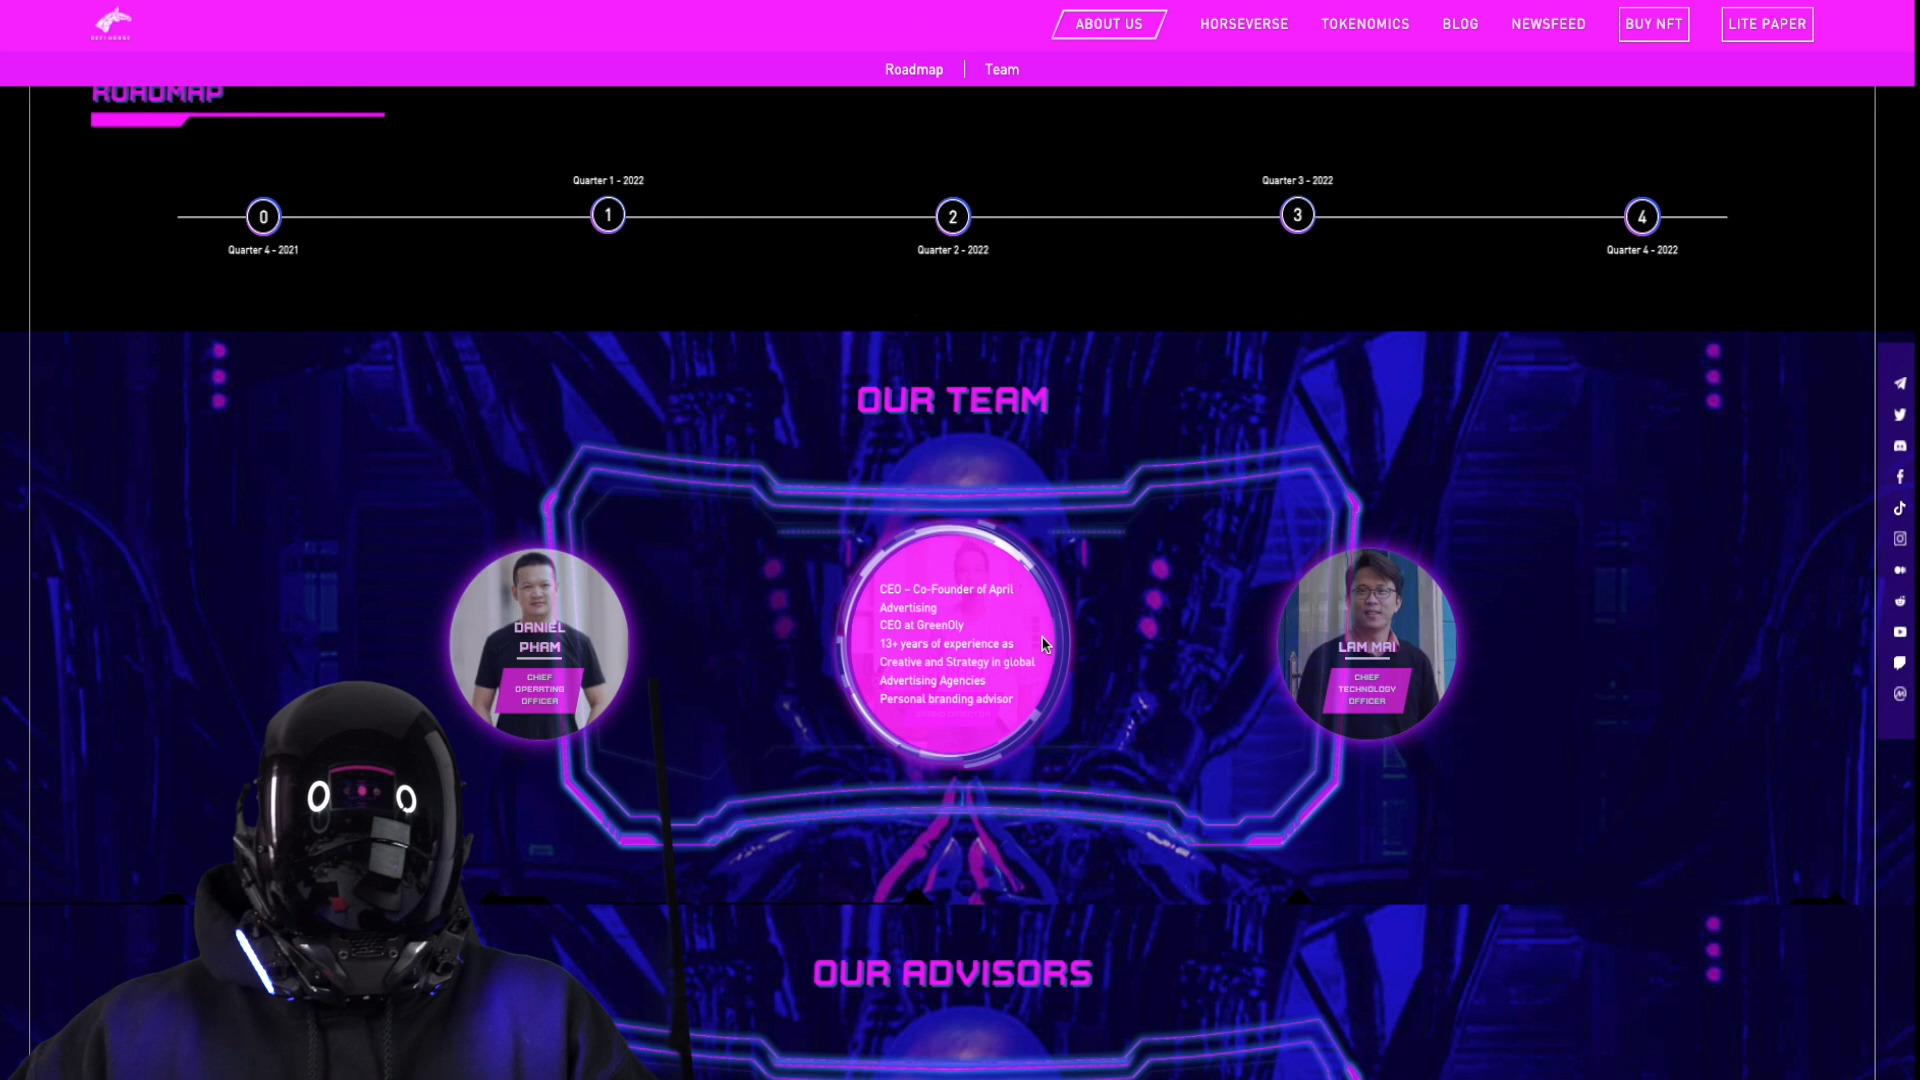 DEFI HORSE
ABOUT US
HORSEVERSE
TOKENOMICS
BLOG
NEWSFEED
BUY NFT
LITE PAPER
Roadmap
Team
ROADMAP
Quarter 1 - 2022
Quarter 3 - 2022
0
1
2
3
4
Quarter 4 - 2021
Quarter 2 - 2022
Quarter 4 - 2022
OUR TEAM
DANIEL
PHAM
CHIEF
OPERATING
OFFICER
CEO – Co-Founder of April
Advertising
CEO at GreenOly
13+ years of experience as
Creative and Strategy in global
Advertising Agencies
Personal branding advisor
LAM MAI
CHIEF
TECHNOLOGY
OFFICER
OUR ADVISORS